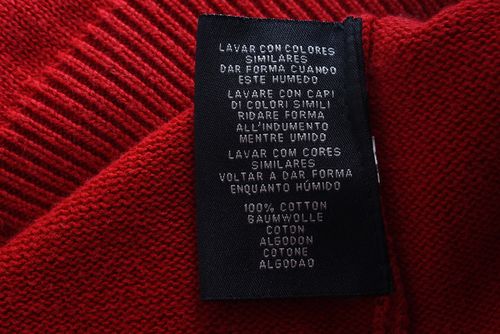 LAVAR CON COLORES
SIMILARES
DAR FORMA CUANDO
ESTE HUMEDO
LAVARE CON CAPI
DI COLORI SIMILI
RIDARE FORMA
ALL'INDUMENTO
MENTRE UMIDO
LAVAR COM CORES
SIMILARES
VOLTAR A DAR FORMA
ENQUANTO HÚMIDO
100% COTTON
BAUMWOLLE
COTON
ALGODON
COTONE
ALGODAO